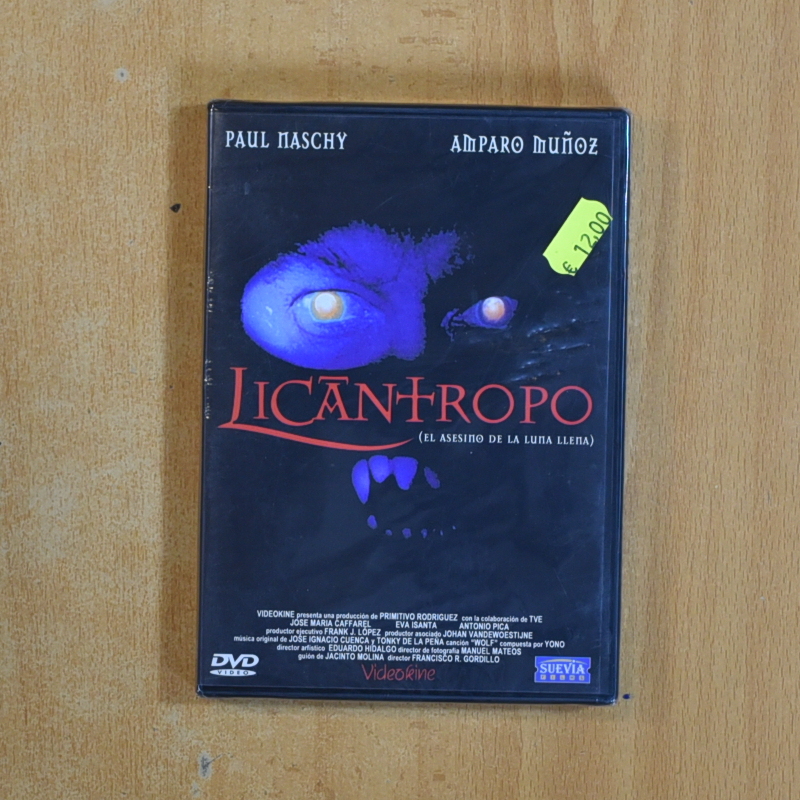 PAUL NASCHY
AMPARO MUÑOZ
€ 12,00
LICANTROPO
(EL ASESINO DE LA LUNA LLENA)
VIDEOKINE presenta una producción de PRIMITIVO RODRIGUEZ con la colaboración de TVE
JOSE MARIA CAFFAREL EVA ISANTA ANTONIO PICA
productor ejecutivo FRANK J. LÓPEZ productor asociado JOHAN VANDEWOESTIJNE
música original de JOSE IGNACIO CUENCA y TONKY DE LA PEÑA canción "WOLF" compuesta por YONO
director artístico EDUARDO HIDALGO director de fotografía MANUEL MATEOS
guión de JACINTO MOLINA director FRANCISCO R. GORDILLO
Videokine
DVD
VIDEO
SUEVIA
FILMS